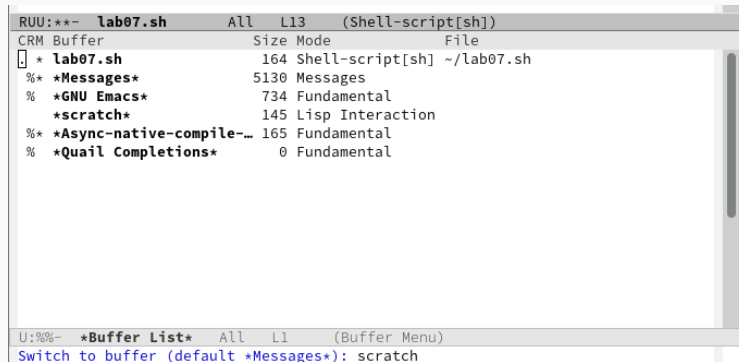 RUU:**-  lab07.sh       All   L13    (Shell-script[sh])
CRM Buffer                 Size Mode             File
. * lab07.sh                164 Shell-script[sh] ~/lab07.sh
 %* *Messages*             5130 Messages
 %  *GNU Emacs*             734 Fundamental
    *scratch*               145 Lisp Interaction
 %* *Async-native-compile-… 165 Fundamental
 %  *Quail Completions*       0 Fundamental
U:%%-  *Buffer List*   All   L1     (Buffer Menu)
Switch to buffer (default *Messages*): scratch